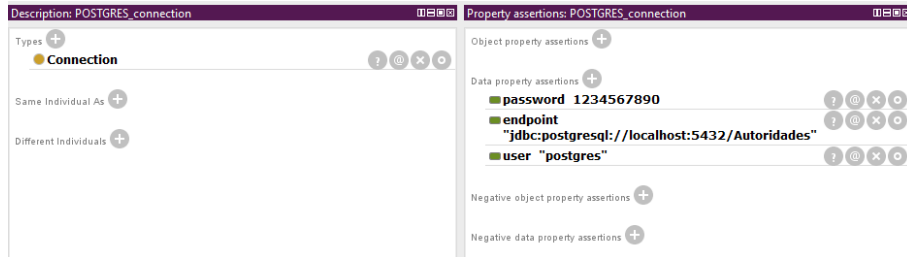 Description: POSTGRES_connection
Types
Connection
Same Individual As
Different Individuals
Property assertions: POSTGRES_connection
Object property assertions
Data property assertions
password 1234567890
endpoint
"jdbc:postgresql://localhost:5432/Autoridades"
user "postgres"
Negative object property assertions
Negative data property assertions